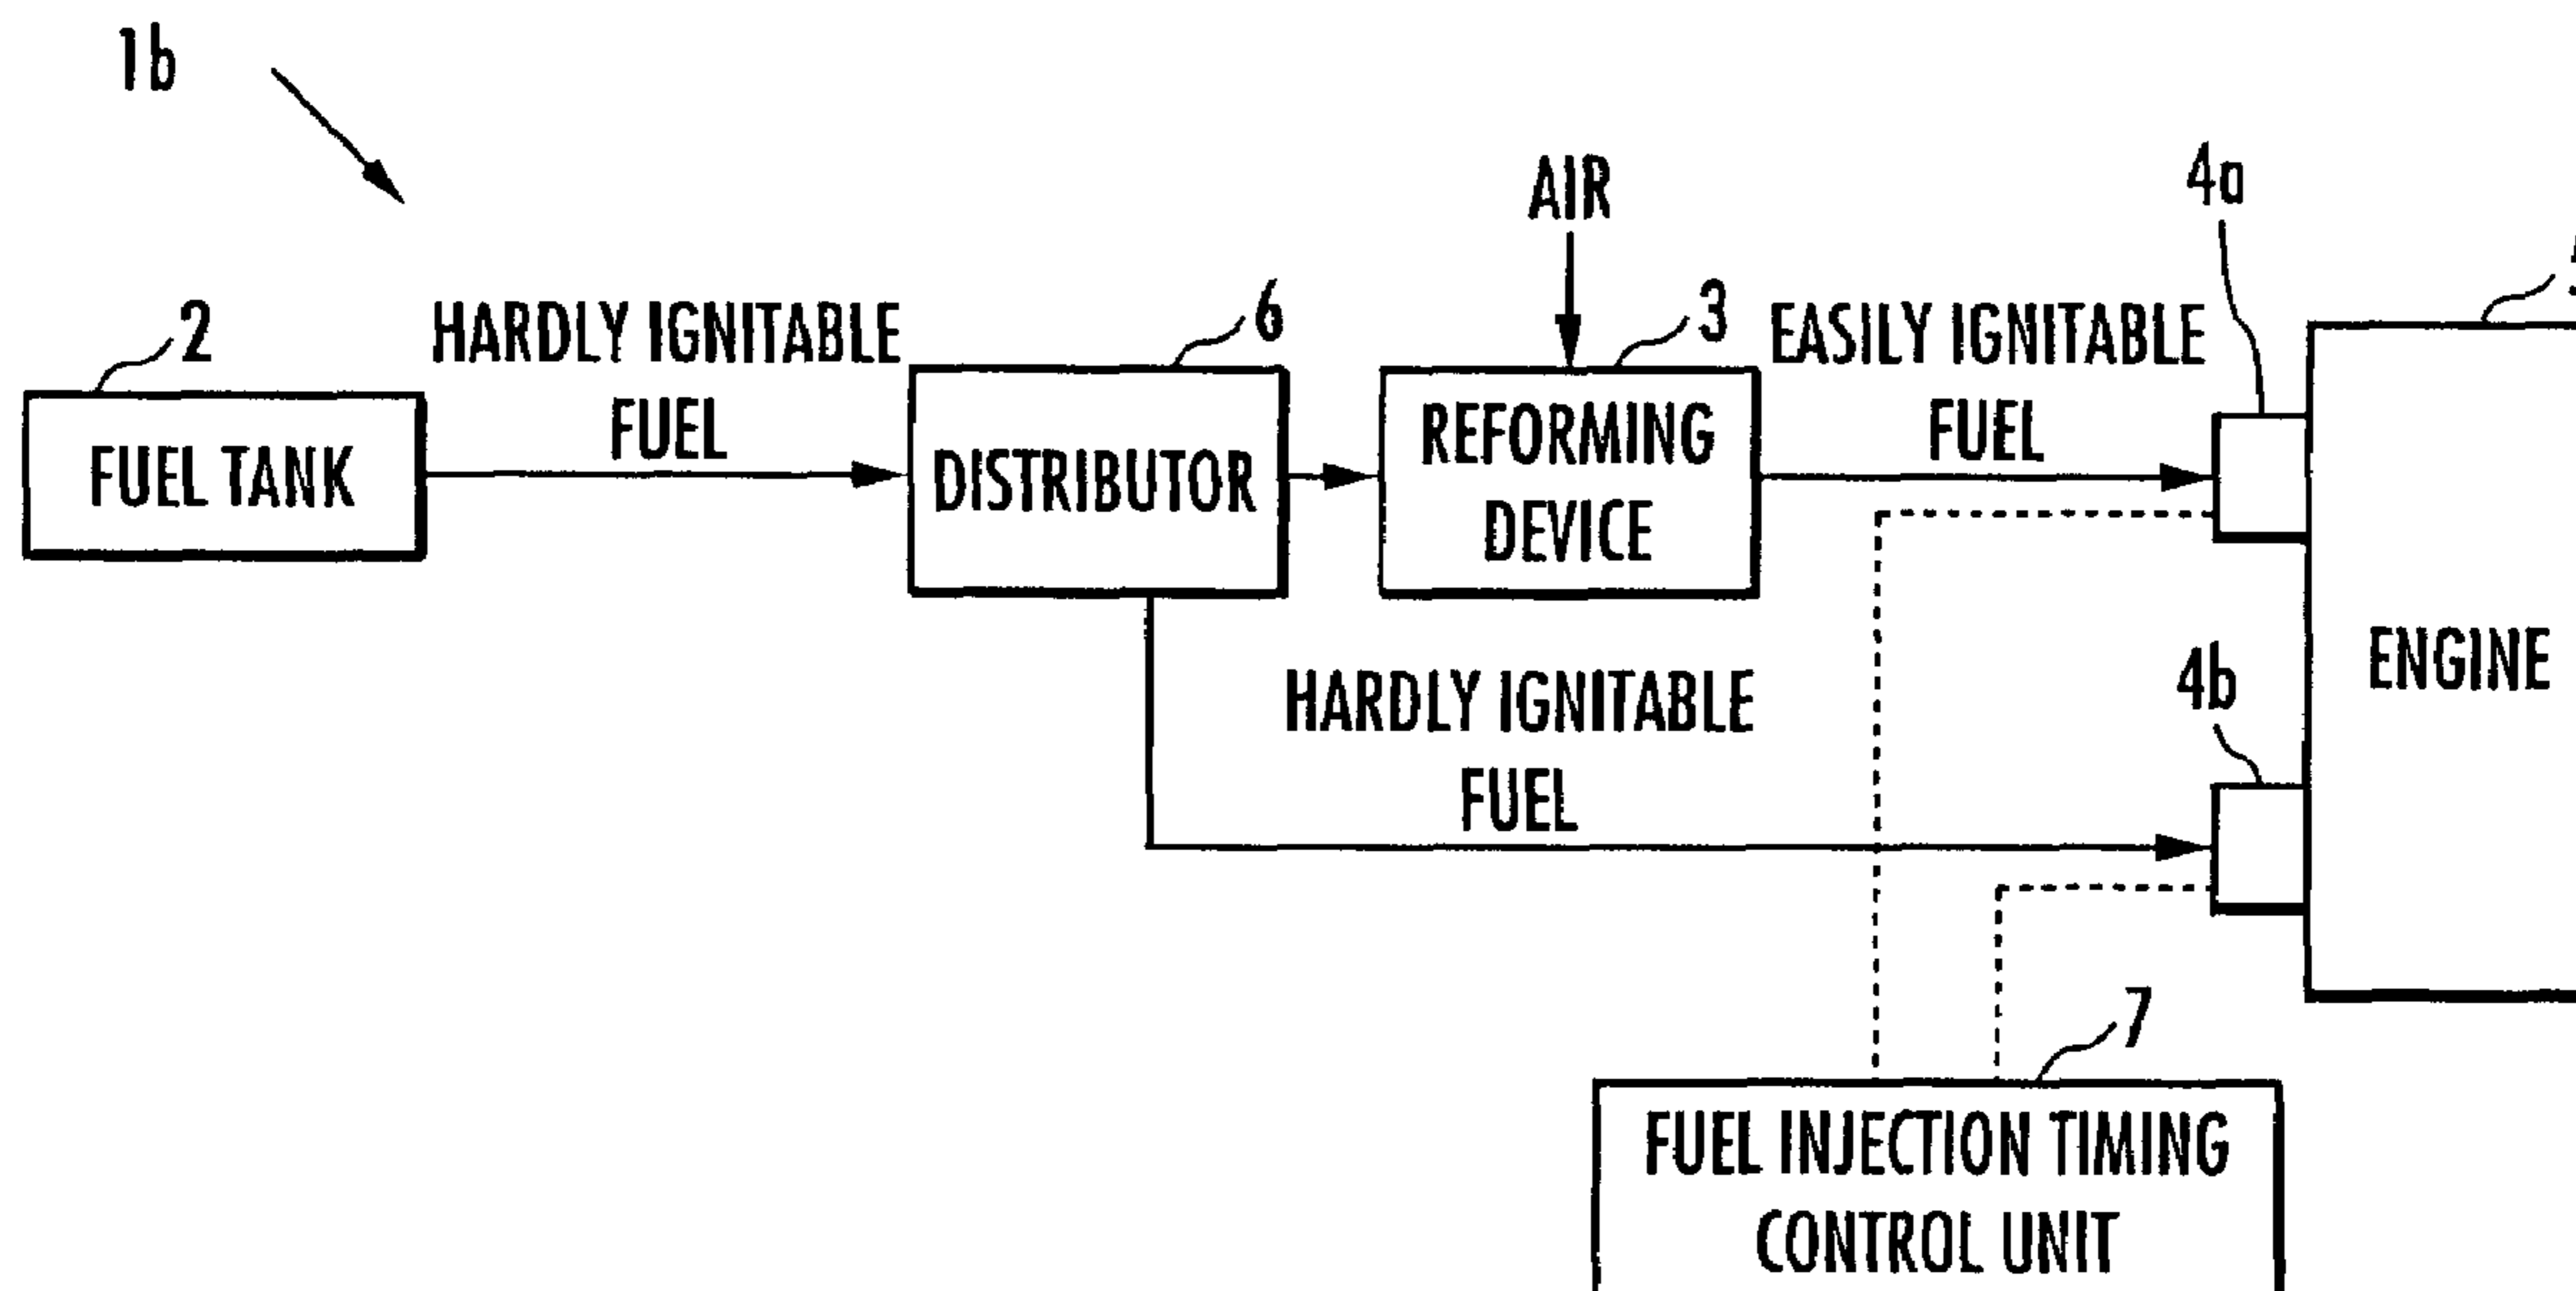 1b
AIR
4a
2
HARDLY IGNITABLE
FUEL
6
3
EASILY IGNITABLE
FUEL
FUEL TANK
DISTRIBUTOR
REFORMING
DEVICE
ENGINE
HARDLY IGNITABLE
FUEL
4b
7
FUEL INJECTION TIMING
CONTROL UNIT